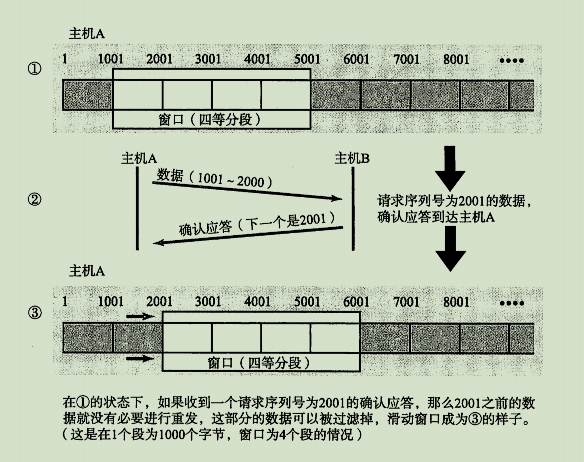 主机A
① 1 1001 2001 3001 4001 5001 6001 7001 8001 ••••
窗口（四等分段）
主机A 主机B
②
数据（1001～2000）
确认应答（下一个是2001）
请求序列号为2001的数据，
确认应答到达主机A
主机A
③ 1 1001 2001 3001 4001 5001 6001 7001 8001 ••••
窗口（四等分段）
在①的状态下，如果收到一个请求序列号为2001的确认应答，那么2001之前的数
据就没有必要进行重发，这部分的数据可以被过滤掉，滑动窗口成为③的样子。
（这是在1个段为1000个字节，窗口为4个段的情况）